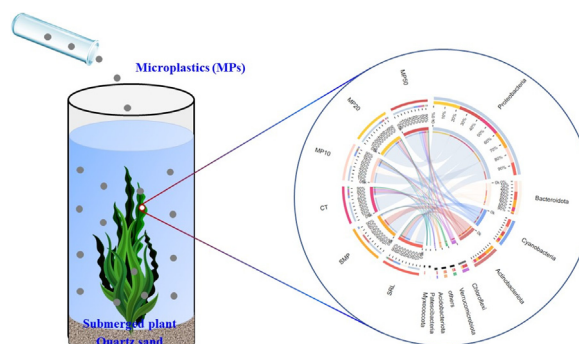 Microplastics (MPs)
MP50
MP20
MP10
CT
SMP
SBL
Proteobacteria
Bacteroidota
Cyanobacteria
Actinobacteriota
Chloroflexi
Verrucomicrobiota
others
Acidobacteriota
Patescibacteria
Myxococcota
Submerged plant
Quartz sand